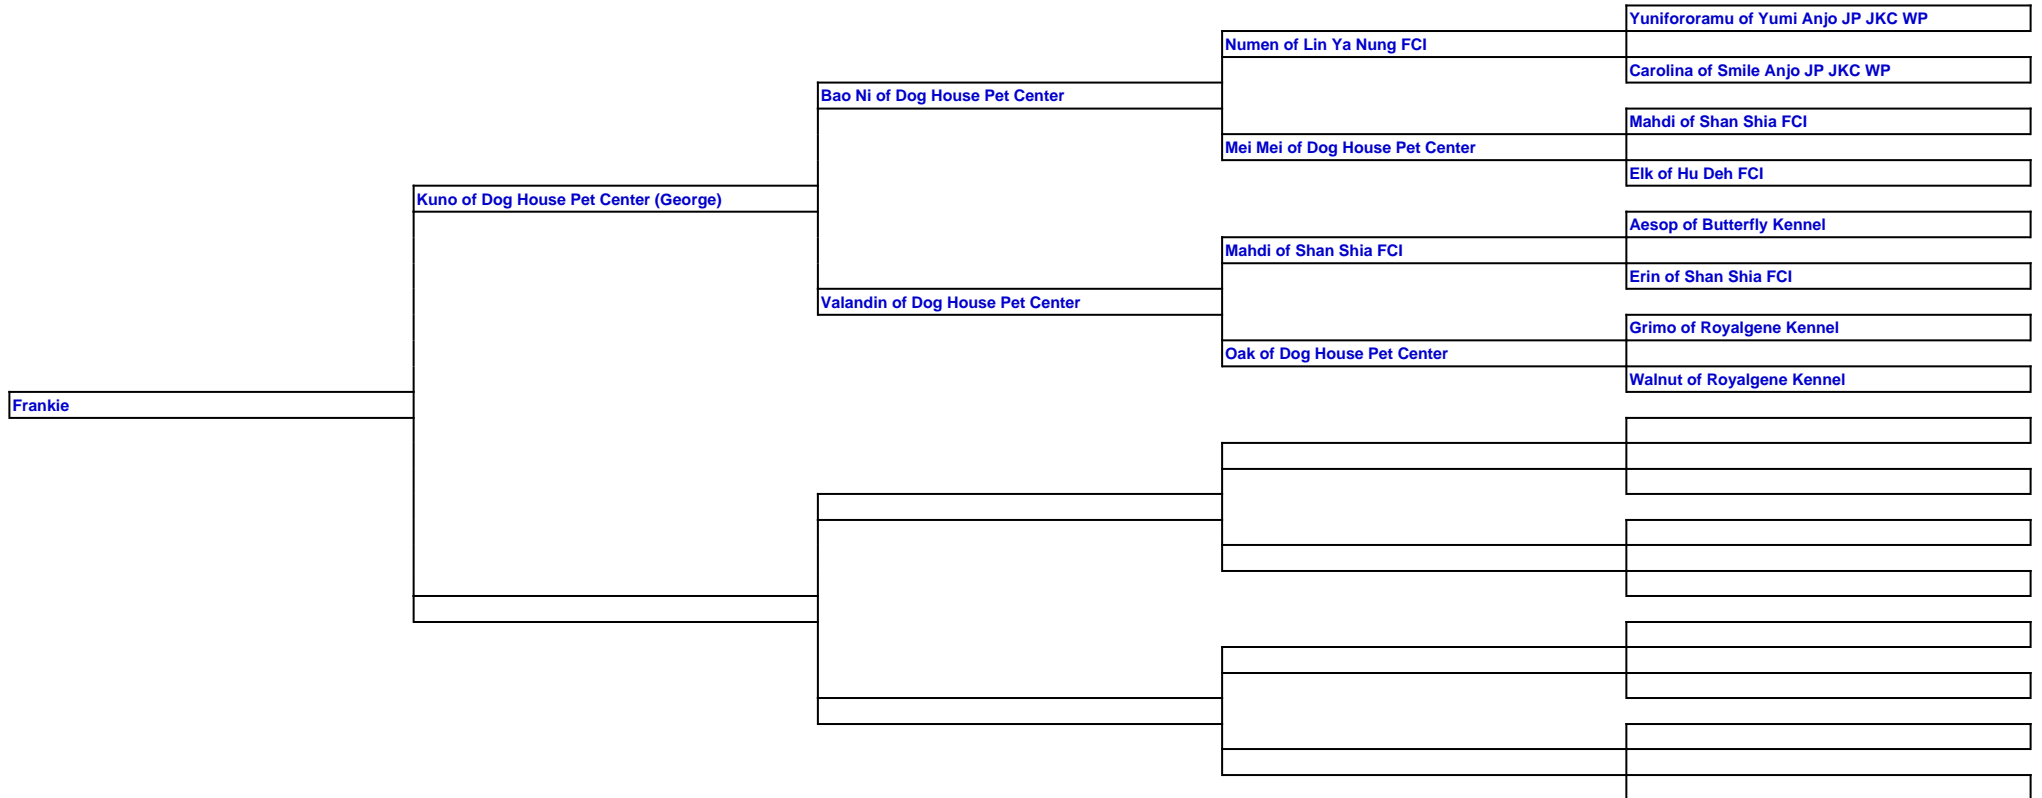 Yunifororamu of Yumi Anjo JP JKC WP
Numen of Lin Ya Nung FCI
Carolina of Smile Anjo JP JKC WP
Bao Ni of Dog House Pet Center
Mahdi of Shan Shia FCI
Mei Mei of Dog House Pet Center
Elk of Hu Deh FCI
Kuno of Dog House Pet Center (George)
Aesop of Butterfly Kennel
Mahdi of Shan Shia FCI
Erin of Shan Shia FCI
Valandin of Dog House Pet Center
Grimo of Royalgene Kennel
Oak of Dog House Pet Center
Walnut of Royalgene Kennel
Frankie